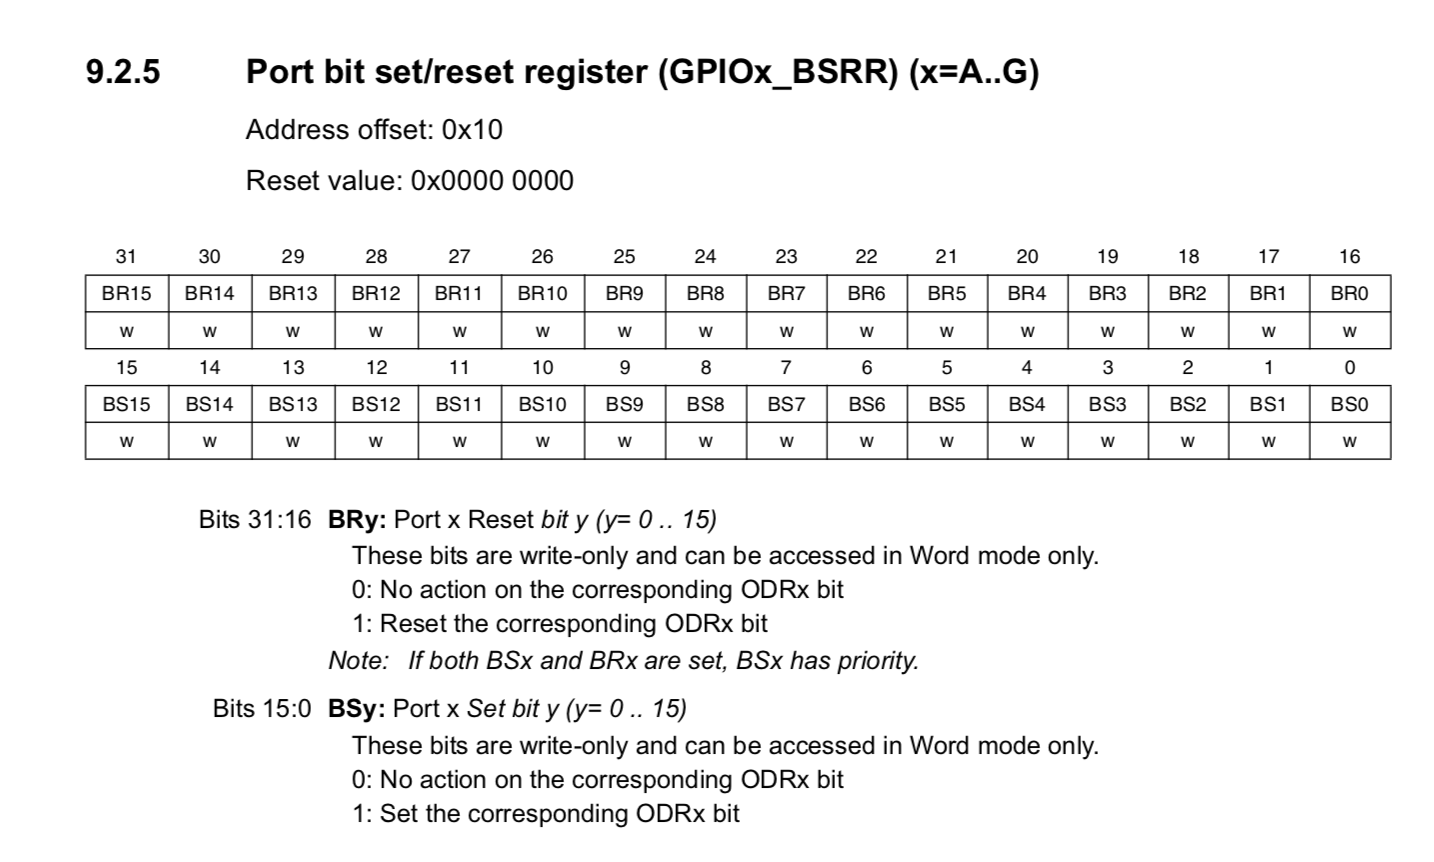 9.2.5 Port bit set/reset register (GPIOx_BSRR) (x=A..G)
Address offset: 0x10
Reset value: 0x0000 0000
31 30 29 28 27 26 25 24 23 22 21 20 19 18 17 16
BR15 BR14 BR13 BR12 BR11 BR10 BR9 BR8 BR7 BR6 BR5 BR4 BR3 BR2 BR1 BR0
w w w w w w w w w w w w w w w w
15 14 13 12 11 10 9 8 7 6 5 4 3 2 1 0
BS15 BS14 BS13 BS12 BS11 BS10 BS9 BS8 BS7 BS6 BS5 BS4 BS3 BS2 BS1 BS0
w w w w w w w w w w w w w w w w
Bits 31:16 BRy: Port x Reset bit y (y= 0 .. 15)
These bits are write-only and can be accessed in Word mode only.
0: No action on the corresponding ODRx bit
1: Reset the corresponding ODRx bit
Note: If both BSx and BRx are set, BSx has priority.
Bits 15:0 BSy: Port x Set bit y (y= 0 .. 15)
These bits are write-only and can be accessed in Word mode only.
0: No action on the corresponding ODRx bit
1: Set the corresponding ODRx bit